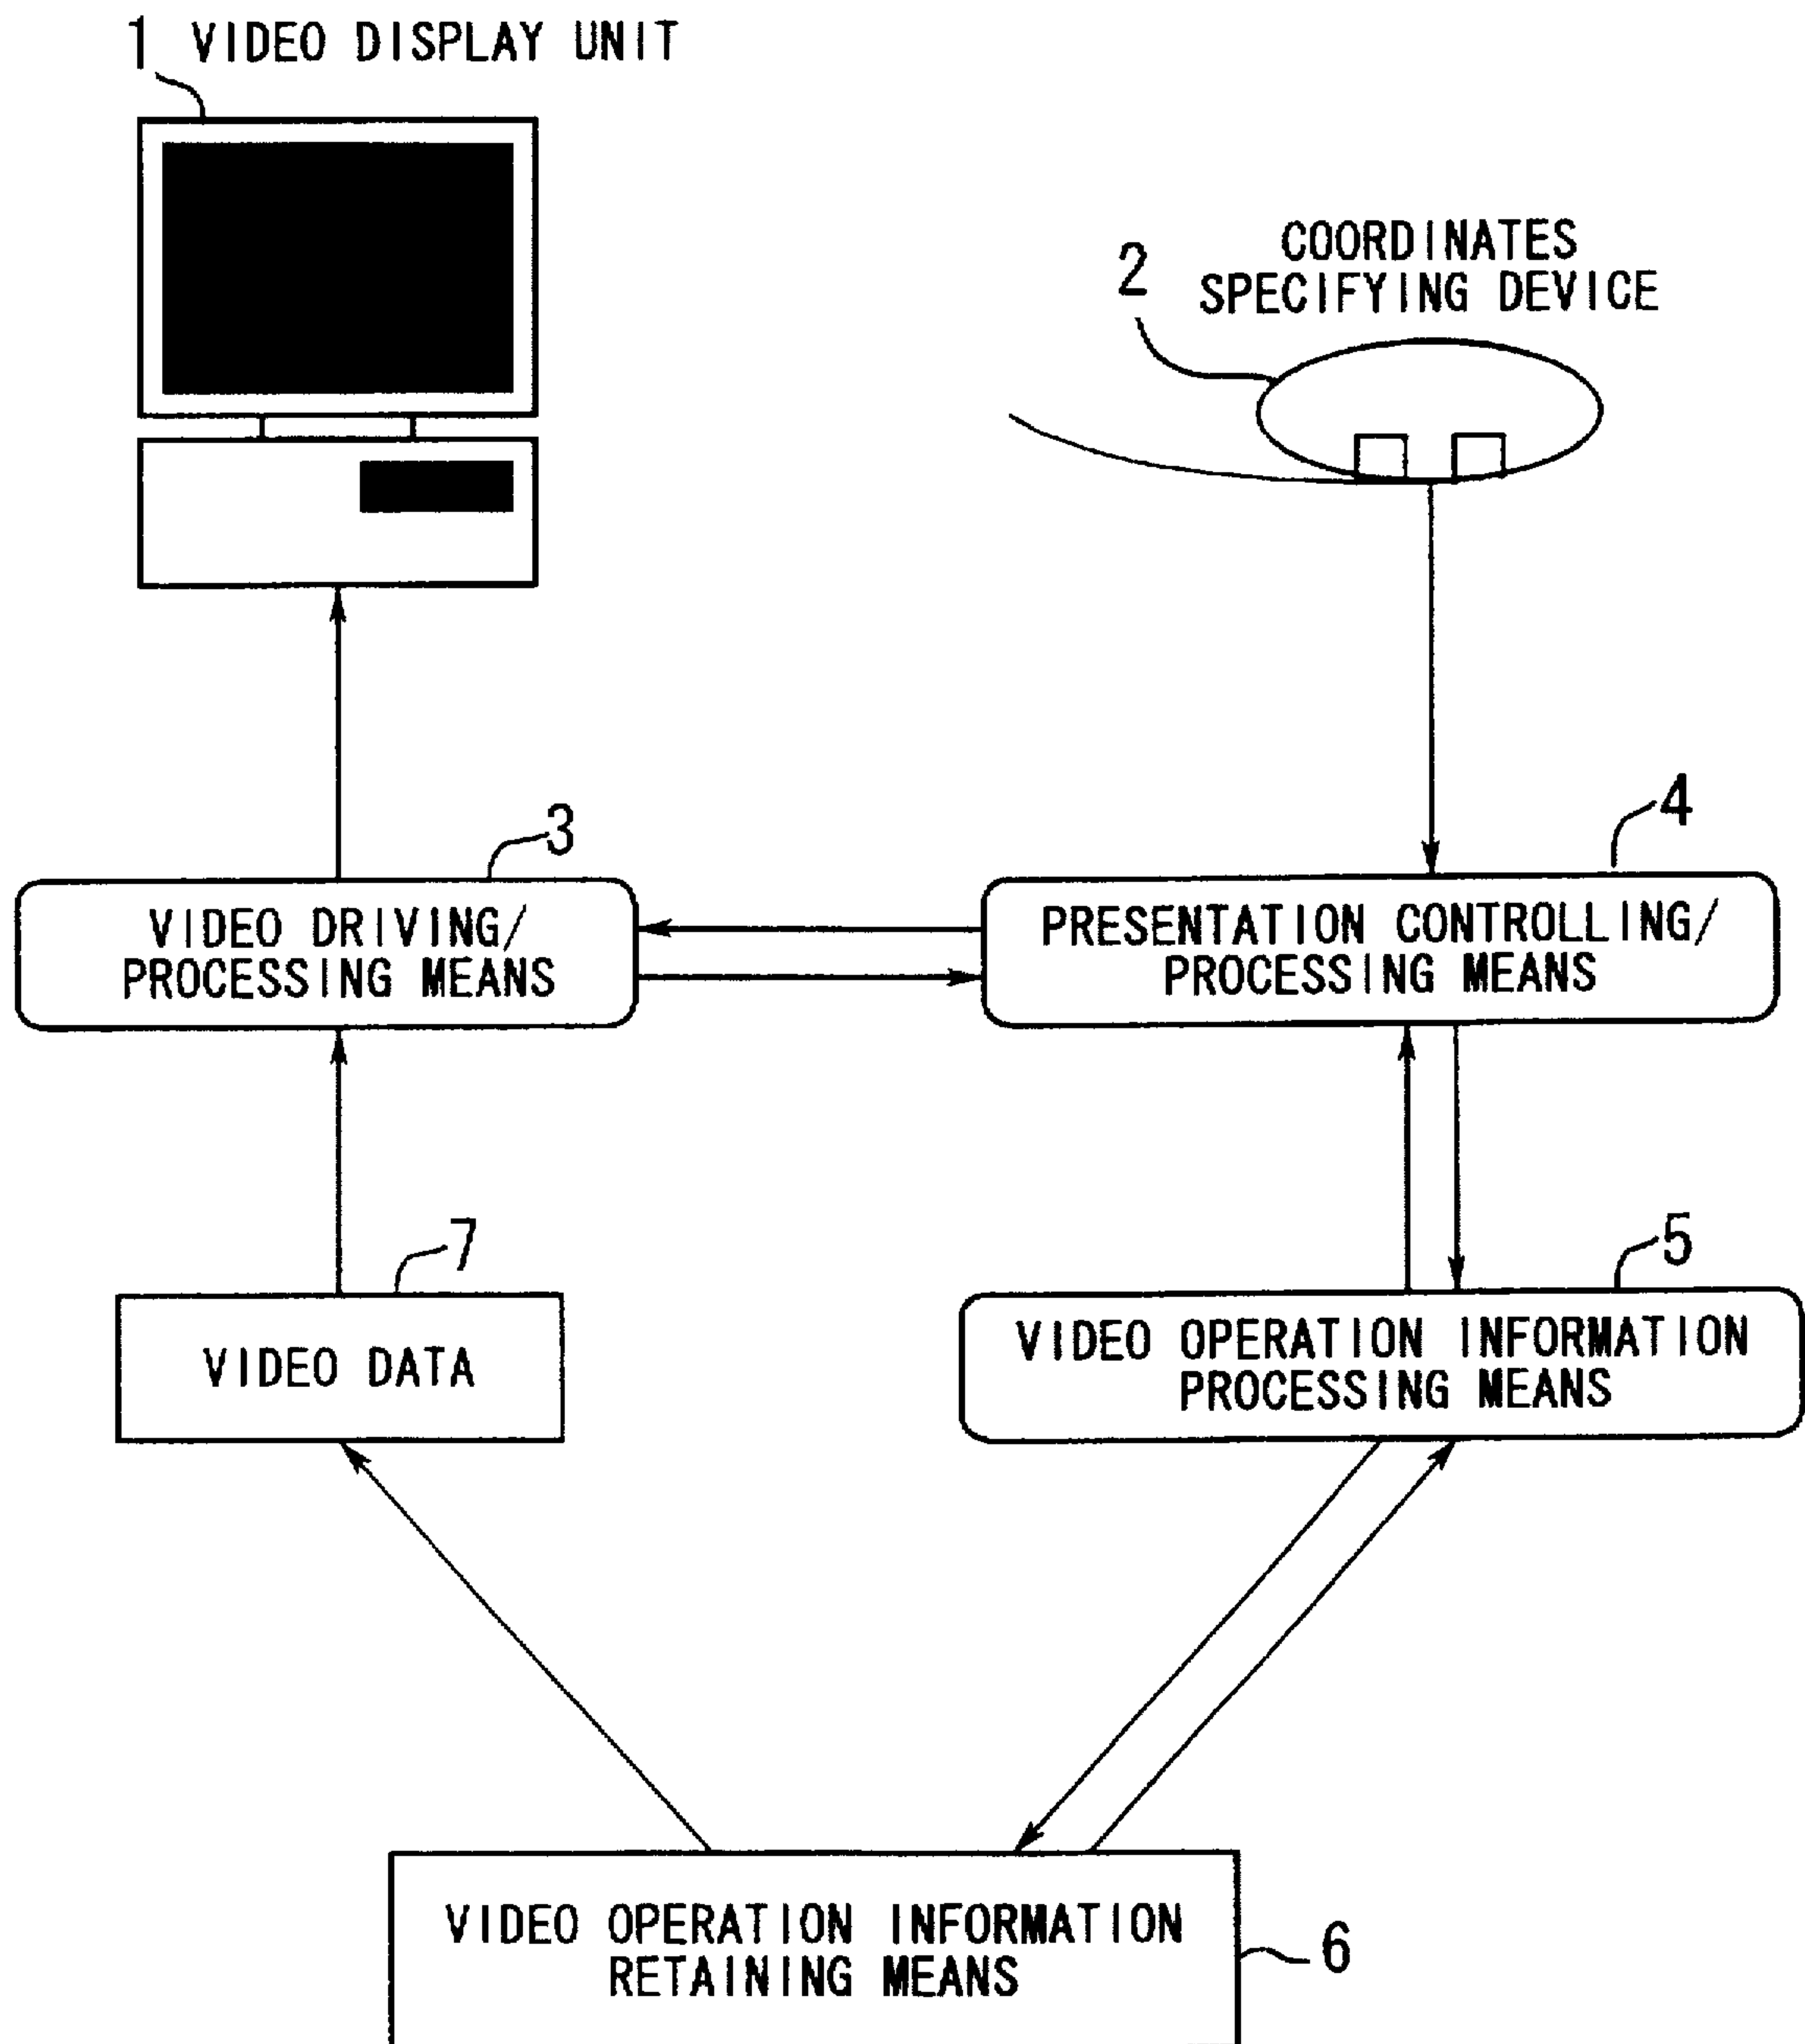 1 VIDEO DISPLAY UNIT
2
COORDINATES
SPECIFYING DEVICE
3
VIDEO DRIVING/
PROCESSING MEANS
4
PRESENTATION CONTROLLING/
PROCESSING MEANS
7
VIDEO DATA
5
VIDEO OPERATION INFORMATION
PROCESSING MEANS
VIDEO OPERATION INFORMATION
RETAINING MEANS
6